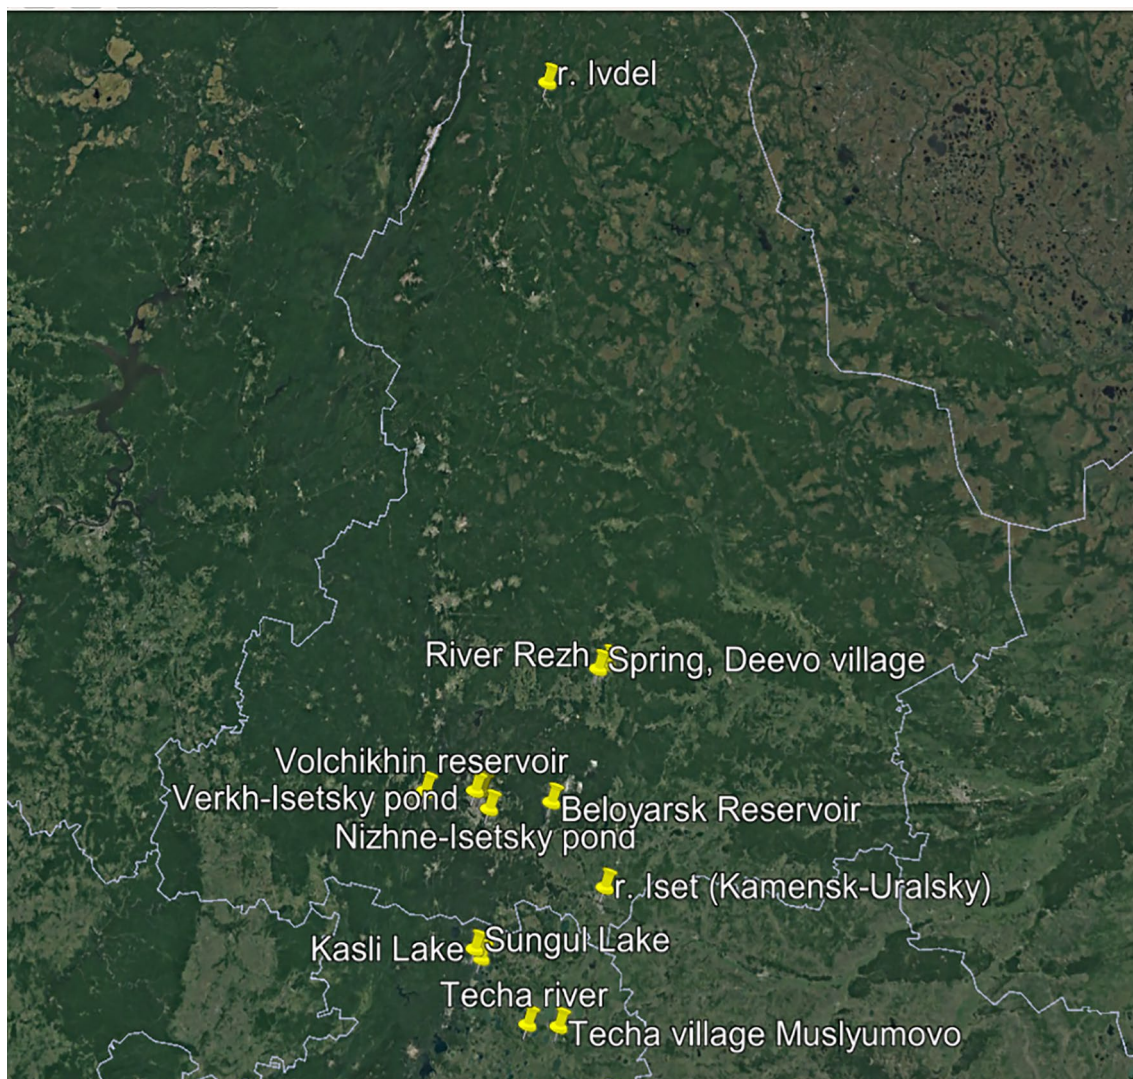 r. Ivdel
River Rezh
Spring, Deevo village
Volchikhin reservoir
Verkh-Isetsky pond
Beloyarsk Reservoir
Nizhne-Isetsky pond
r. Iset (Kamensk-Uralsky)
Sungul Lake
Kasli Lake
Techa river
Techa village Muslyumovo